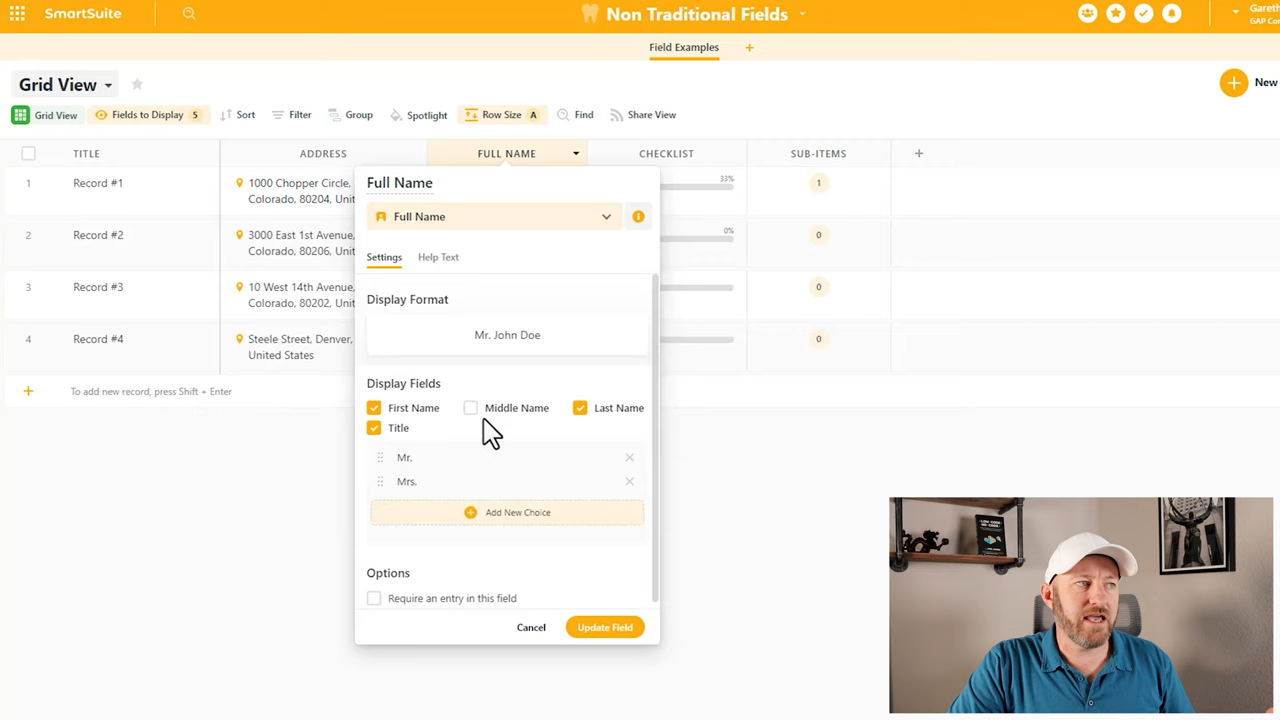 SmartSuite
Non Traditional Fields
Gareth
GAP Con
Field Examples
Grid View
New
Grid View
Fields to Display 5
Sort
Filter
Group
Spotlight
Row Size A
Find
Share View
TITLE
ADDRESS
FULL NAME
CHECKLIST
SUB-ITEMS
1
Record #1
1000 Chopper Circle,
Colorado, 80204, Unit
33%
1
2
Record #2
3000 East 1st Avenue,
Colorado, 80206, Unit
0%
0
3
Record #3
10 West 14th Avenue,
Colorado, 80202, Unit
0
4
Record #4
Steele Street, Denver,
United States
0
To add new record, press Shift + Enter
Full Name
Full Name
Settings
Help Text
Display Format
Mr. John Doe
Display Fields
First Name
Middle Name
Last Name
Title
Mr.
Mrs.
Add New Choice
Options
Require an entry in this field
Cancel
Update Field